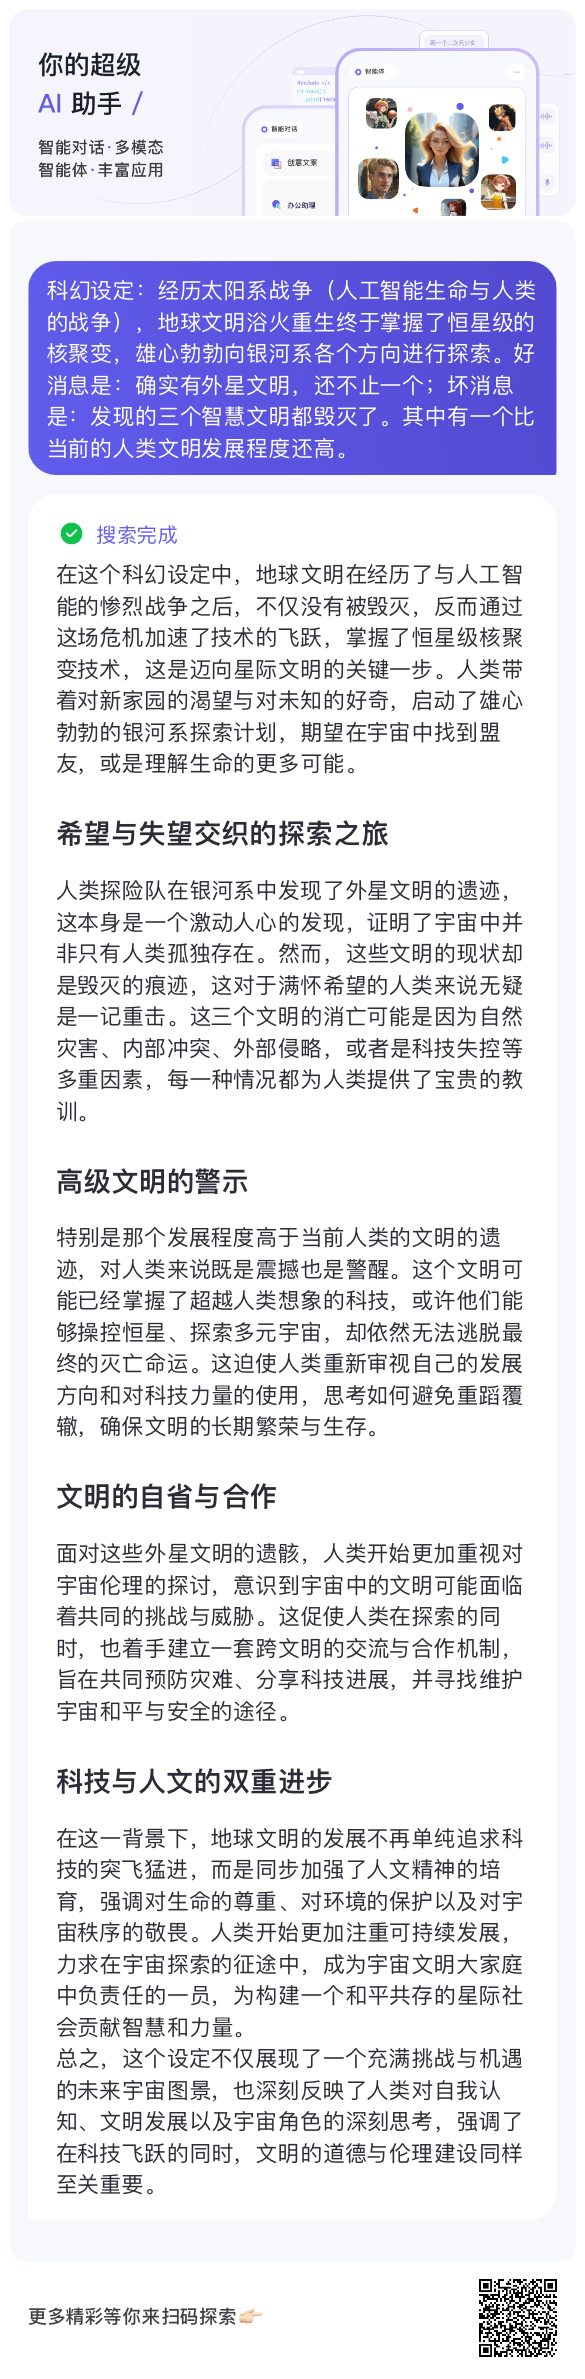 你的超级
AI 助手 /
智能对话·多模态
智能体·丰富应用
画一个二次元少女
智能体
#include </
int main() {
printf("Hello
智能对话
创意文案
办公助理
科幻设定：经历太阳系战争（人工智能生命与人类
的战争），地球文明浴火重生终于掌握了恒星级的
核聚变，雄心勃勃向银河系各个方向进行探索。好
消息是：确实有外星文明，还不止一个；坏消息
是：发现的三个智慧文明都毁灭了。其中有一个比
当前的人类文明发展程度还高。
搜索完成
在这个科幻设定中，地球文明在经历了与人工智
能的惨烈战争之后，不仅没有被毁灭，反而通过
这场危机加速了技术的飞跃，掌握了恒星级核聚
变技术，这是迈向星际文明的关键一步。人类带
着对新家园的渴望与对未知的好奇，启动了雄心
勃勃的银河系探索计划，期望在宇宙中找到盟
友，或是理解生命的更多可能。
希望与失望交织的探索之旅
人类探险队在银河系中发现了外星文明的遗迹，
这本身是一个激动人心的发现，证明了宇宙中并
非只有人类孤独存在。然而，这些文明的现状却
是毁灭的痕迹，这对于满怀希望的人类来说无疑
是一记重击。这三个文明的消亡可能是因为自然
灾害、内部冲突、外部侵略，或者是科技失控等
多重因素，每一种情况都为人类提供了宝贵的教
训。
高级文明的警示
特别是那个发展程度高于当前人类的文明的遗
迹，对人类来说既是震撼也是警醒。这个文明可
能已经掌握了超越人类想象的科技，或许他们能
够操控恒星、探索多元宇宙，却依然无法逃脱最
终的灭亡命运。这迫使人类重新审视自己的发展
方向和对科技力量的使用，思考如何避免重蹈覆
辙，确保文明的长期繁荣与生存。
文明的自省与合作
面对这些外星文明的遗骸，人类开始更加重视对
宇宙伦理的探讨，意识到宇宙中的文明可能面临
着共同的挑战与威胁。这促使人类在探索的同
时，也着手建立一套跨文明的交流与合作机制，
旨在共同预防灾难、分享科技进展，并寻找维护
宇宙和平与安全的途径。
科技与人文的双重进步
在这一背景下，地球文明的发展不再单纯追求科
技的突飞猛进，而是同步加强了人文精神的培
育，强调对生命的尊重、对环境的保护以及对宇
宙秩序的敬畏。人类开始更加注重可持续发展，
力求在宇宙探索的征途中，成为宇宙文明大家庭
中负责任的一员，为构建一个和平共存的星际社
会贡献智慧和力量。
总之，这个设定不仅展现了一个充满挑战与机遇
的未来宇宙图景，也深刻反映了人类对自我认
知、文明发展以及宇宙角色的深刻思考，强调了
在科技飞跃的同时，文明的道德与伦理建设同样
至关重要。
更多精彩等你来扫码探索👉🏻